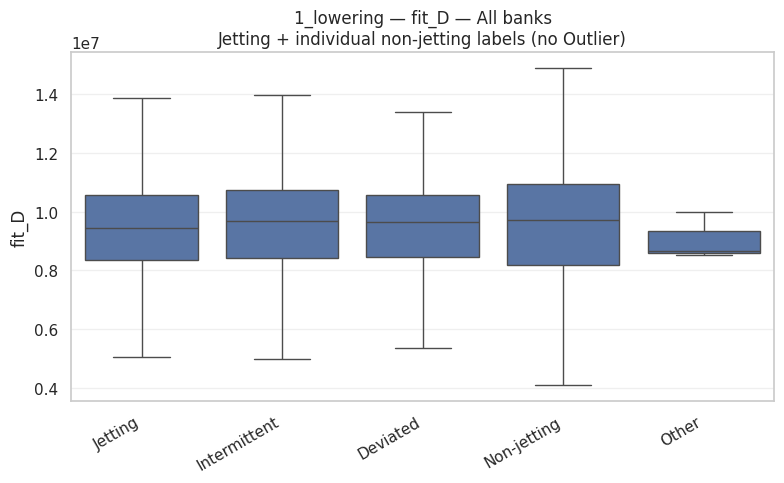 1_lowering — fit_D — All banks
Jetting + individual non-jetting labels (no Outlier)
1e7
1.4
1.2
1.0
0.8
0.6
0.4
fit_D
Jetting
Intermittent
Deviated
Non-jetting
Other